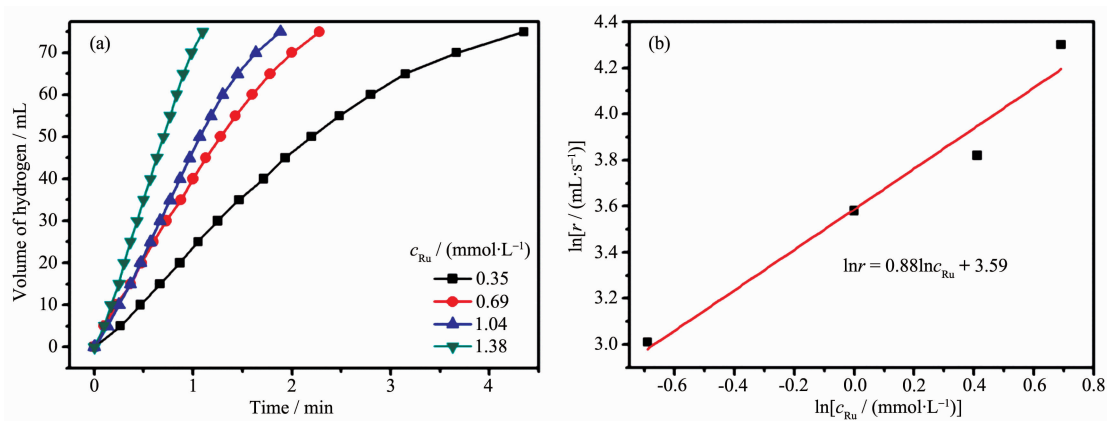 (a)
Volume of hydrogen / mL
70
60
50
40
30
20
10
0
c_Ru / (mmol·L⁻¹)
0.35
0.69
1.04
1.38
0 1 2 3 4
Time / min
(b)
ln[r / (mL·s⁻¹)]
4.4
4.2
4.0
3.8
3.6
3.4
3.2
3.0
lnr = 0.88lnc_Ru + 3.59
-0.6 -0.4 -0.2 0.0 0.2 0.4 0.6 0.8
ln[c_Ru / (mmol·L⁻¹)]